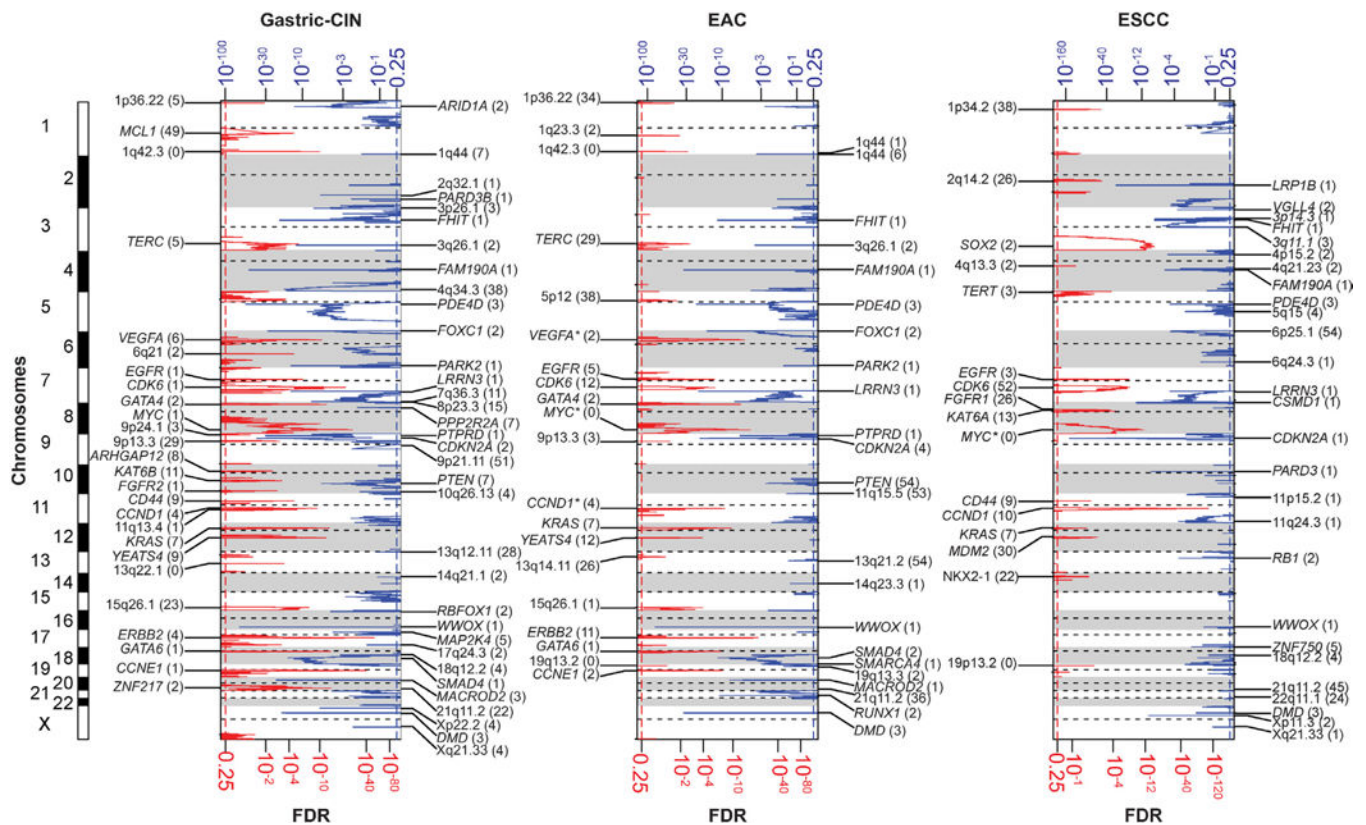 Gastric-CIN
EAC
ESCC
10-100
10-30
10-10
10-3
10-1
0.25
10-100
10-30
10-10
10-3
10-1
0.25
10-160
10-40
10-12
10-4
10-1
0.25
Chromosomes
1
2
3
4
5
6
7
8
9
10
11
12
13
14
15
16
17
18
19
20
21
22
X
1p36.22 (5)
MCL1 (49)
1q42.3 (0)
TERC (5)
VEGFA (6)
6q21 (2)
EGFR (1)
CDK6 (1)
GATA4 (2)
MYC (1)
9p24.1 (3)
9p13.3 (29)
ARHGAP12 (8)
KAT6B (11)
FGFR2 (1)
CD44 (9)
CCND1 (4)
11q13.4 (1)
KRAS (7)
YEATS4 (9)
13q22.1 (0)
15q26.1 (23)
ERBB2 (4)
GATA6 (1)
CCNE1 (1)
ZNF217 (2)
ARID1A (2)
1q44 (7)
2q32.1 (1)
PARD3B (1)
3p26.1 (3)
FHIT (1)
3q26.1 (2)
FAM190A (1)
4q34.3 (38)
PDE4D (3)
FOXC1 (2)
PARK2 (1)
LRRN3 (1)
7q36.3 (11)
8p23.3 (15)
PPP2R2A (7)
PTPRD (1)
CDKN2A (2)
9p21.11 (51)
PTEN (7)
10q26.13 (4)
13q12.11 (28)
14q21.1 (2)
RBFOX1 (2)
WWOX (1)
MAP2K4 (5)
17q24.3 (2)
18q12.2 (4)
SMAD4 (1)
MACROD2 (3)
21q11.2 (22)
Xp22.2 (4)
DMD (3)
Xq21.33 (4)
1p36.22 (34)
1q23.3 (2)
1q42.3 (0)
TERC (29)
5p12 (38)
VEGFA* (2)
EGFR (5)
CDK6 (12)
GATA4 (2)
MYC* (0)
9p13.3 (3)
CCND1* (4)
KRAS (7)
YEATS4 (12)
13q14.11 (26)
15q26.1 (1)
ERBB2 (11)
GATA6 (1)
19q13.2 (0)
CCNE1 (2)
1q44 (1)
1q44 (6)
FHIT (1)
3q26.1 (2)
FAM190A (1)
PDE4D (3)
FOXC1 (2)
PARK2 (1)
LRRN3 (1)
PTPRD (1)
CDKN2A (4)
PTEN (54)
11q15.5 (53)
13q21.2 (54)
14q23.3 (1)
WWOX (1)
SMAD4 (2)
SMARCA4 (1)
19q13.3 (2)
MACROD2 (1)
21q11.2 (36)
RUNX1 (2)
DMD (3)
1p34.2 (38)
2q14.2 (26)
SOX2 (2)
4q13.3 (2)
TERT (3)
EGFR (3)
CDK6 (52)
FGFR1 (26)
KAT6A (13)
MYC* (0)
CD44 (9)
CCND1 (10)
KRAS (7)
MDM2 (30)
NKX2-1 (22)
19p13.2 (0)
LRP1B (1)
VGLL4 (2)
3p14.3 (1)
FHIT (1)
3q11.1 (3)
4p15.2 (2)
4q21.23 (2)
FAM190A (1)
PDE4D (3)
5q15 (4)
6p25.1 (54)
6q24.3 (1)
LRRN3 (1)
CSMD1 (1)
CDKN2A (1)
PARD3 (1)
11p15.2 (1)
11q24.3 (1)
RB1 (2)
WWOX (1)
ZNF750 (5)
18q12.2 (4)
21q11.2 (45)
22q11.1 (24)
DMD (3)
Xp11.3 (2)
Xq21.33 (1)
0.25
10-2
10-4
10-10
10-80
0.25
10-2
10-4
10-10
10-80
0.25
10-1
10-4
10-12
10-120
FDR
FDR
FDR